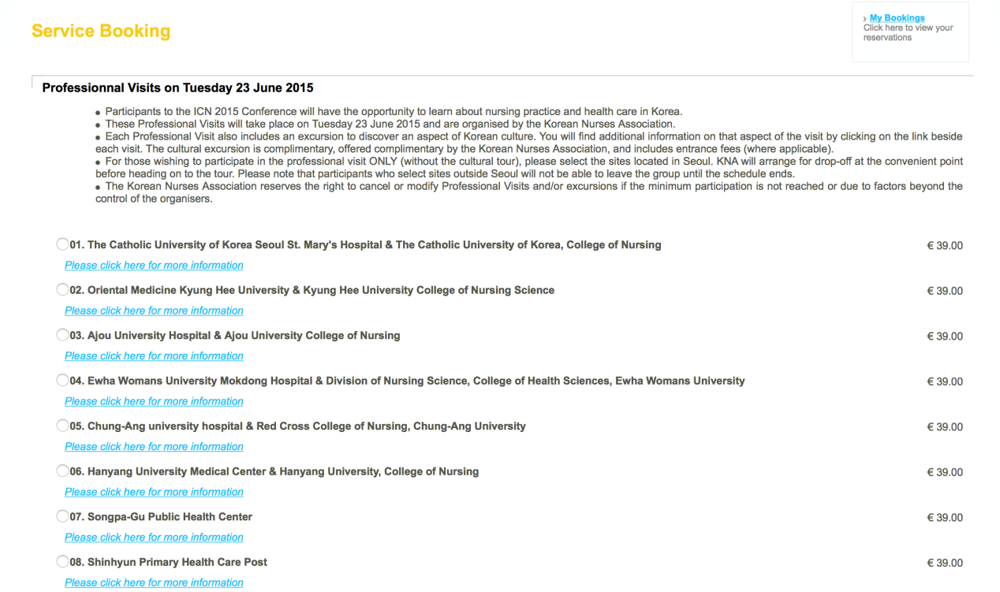 Service Booking
› My Bookings
Click here to view your
reservations
Professionnal Visits on Tuesday 23 June 2015
● Participants to the ICN 2015 Conference will have the opportunity to learn about nursing practice and health care in Korea.
● These Professional Visits will take place on Tuesday 23 June 2015 and are organised by the Korean Nurses Association.
● Each Professional Visit also includes an excursion to discover an aspect of Korean culture. You will find additional information on that aspect of the visit by clicking on the link beside
each visit. The cultural excursion is complimentary, offered complimentary by the Korean Nurses Association, and includes entrance fees (where applicable).
● For those wishing to participate in the professional visit ONLY (without the cultural tour), please select the sites located in Seoul. KNA will arrange for drop-off at the convenient point
before heading on to the tour. Please note that participants who select sites outside Seoul will not be able to leave the group until the schedule ends.
● The Korean Nurses Association reserves the right to cancel or modify Professional Visits and/or excursions if the minimum participation is not reached or due to factors beyond the
control of the organisers.
01. The Catholic University of Korea Seoul St. Mary's Hospital & The Catholic University of Korea, College of Nursing € 39.00
Please click here for more information
02. Oriental Medicine Kyung Hee University & Kyung Hee University College of Nursing Science € 39.00
Please click here for more information
03. Ajou University Hospital & Ajou University College of Nursing € 39.00
Please click here for more information
04. Ewha Womans University Mokdong Hospital & Division of Nursing Science, College of Health Sciences, Ewha Womans University € 39.00
Please click here for more information
05. Chung-Ang university hospital & Red Cross College of Nursing, Chung-Ang University € 39.00
Please click here for more information
06. Hanyang University Medical Center & Hanyang University, College of Nursing € 39.00
Please click here for more information
07. Songpa-Gu Public Health Center € 39.00
Please click here for more information
08. Shinhyun Primary Health Care Post € 39.00
Please click here for more information